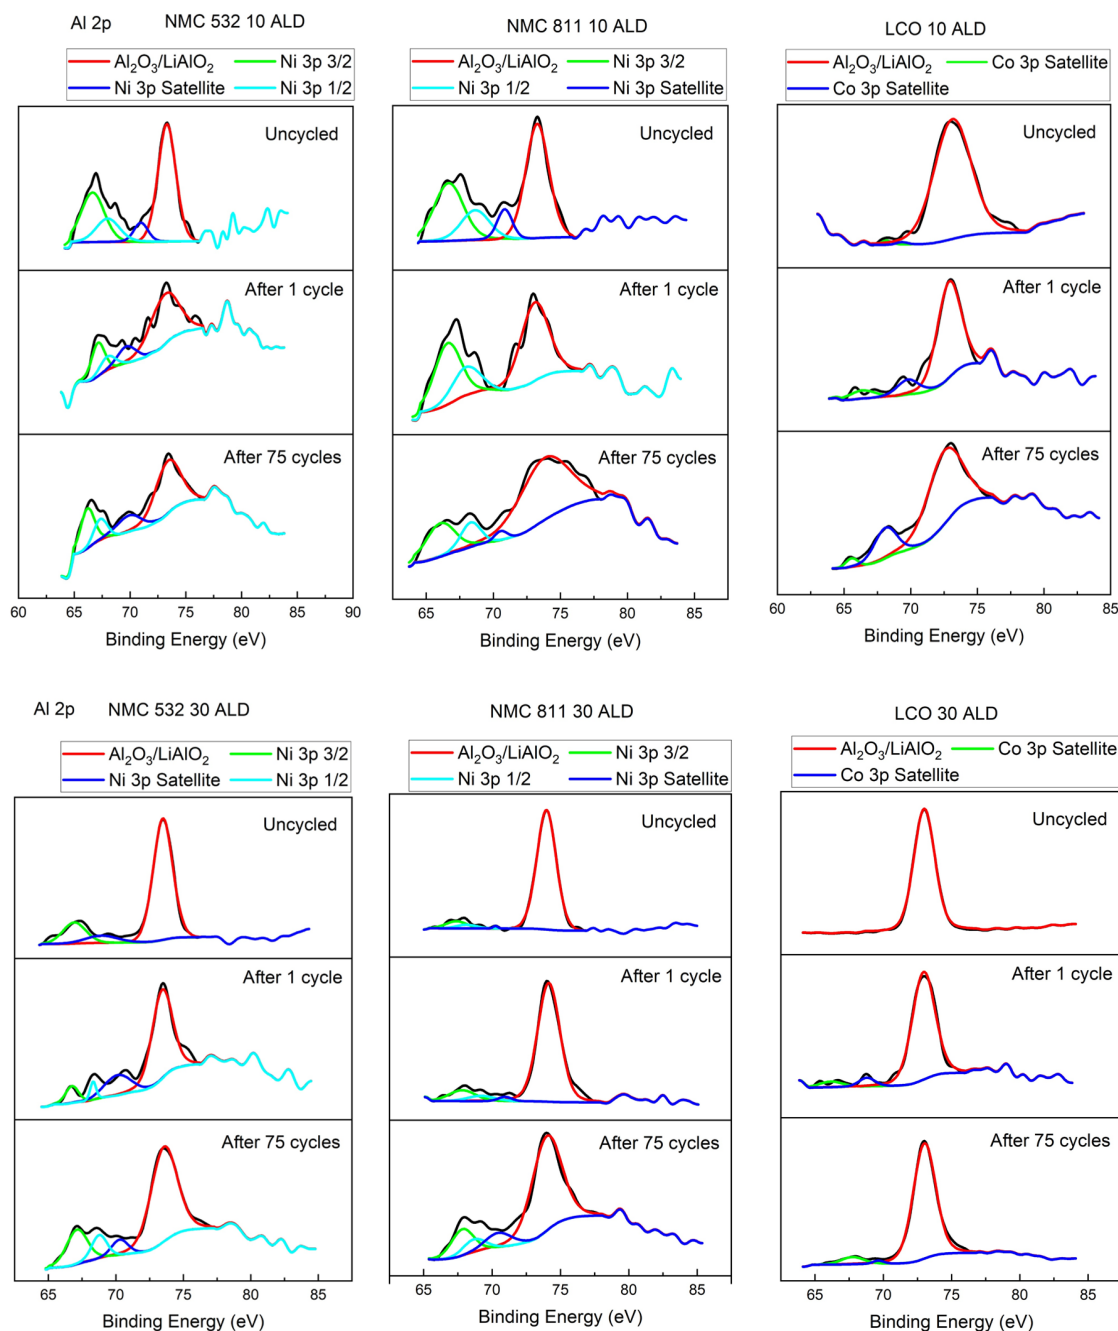 Al 2p NMC 532 10 ALD
Al₂O₃/LiAlO₂ Ni 3p 3/2
Ni 3p Satellite Ni 3p 1/2
Uncycled
After 1 cycle
After 75 cycles
60 65 70 75 80 85 90
Binding Energy (eV)
NMC 811 10 ALD
Al₂O₃/LiAlO₂ Ni 3p 3/2
Ni 3p 1/2 Ni 3p Satellite
Uncycled
After 1 cycle
After 75 cycles
65 70 75 80 85
Binding Energy (eV)
LCO 10 ALD
Al₂O₃/LiAlO₂ Co 3p Satellite
Co 3p Satellite
Uncycled
After 1 cycle
After 75 cycles
60 65 70 75 80 85
Binding Energy (eV)
Al 2p NMC 532 30 ALD
Al₂O₃/LiAlO₂ Ni 3p 3/2
Ni 3p Satellite Ni 3p 1/2
Uncycled
After 1 cycle
After 75 cycles
65 70 75 80 85
Binding Energy (eV)
NMC 811 30 ALD
Al₂O₃/LiAlO₂ Ni 3p 3/2
Ni 3p 1/2 Ni 3p Satellite
Uncycled
After 1 cycle
After 75 cycles
65 70 75 80 85
Binding Energy (eV)
LCO 30 ALD
Al₂O₃/LiAlO₂ Co 3p Satellite
Co 3p Satellite
Uncycled
After 1 cycle
After 75 cycles
65 70 75 80 85
Binding Energy (eV)